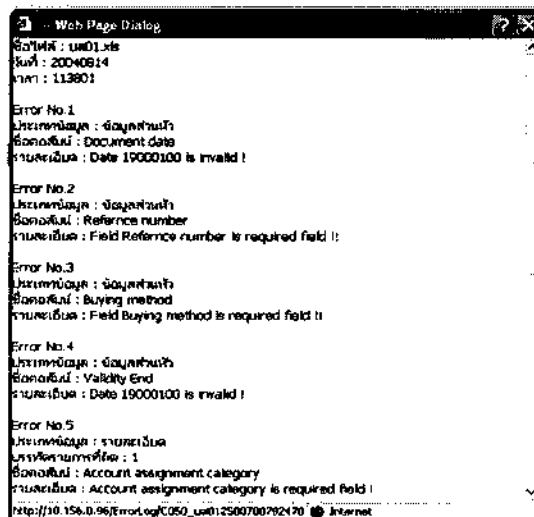 -- Web Page Dialog
ชื่อไฟล์ : บส01.xls
วันที่ : 20040814
เวลา : 113801
Error No.1
ประเภทข้อมูล : ข้อมูลส่วนหัว
ชื่อคอลัมน์ : Document date
รายละเอียด : Date 19000100 is invalid !
Error No.2
ประเภทข้อมูล : ข้อมูลส่วนหัว
ชื่อคอลัมน์ : Refernce number
รายละเอียด : Field Refernce number is required field !!
Error No.3
ประเภทข้อมูล : ข้อมูลส่วนหัว
ชื่อคอลัมน์ : Buying method
รายละเอียด : Field Buying method is required field !!
Error No.4
ประเภทข้อมูล : ข้อมูลส่วนหัว
ชื่อคอลัมน์ : Validity End
รายละเอียด : Date 19000100 is invalid !
Error No.5
ประเภทข้อมูล : รายละเอียด
บรรทัดรายการที่ผิด : 1
ชื่อคอลัมน์ : Account assignment category
รายละเอียด : Account assignment category is required field !
Internet